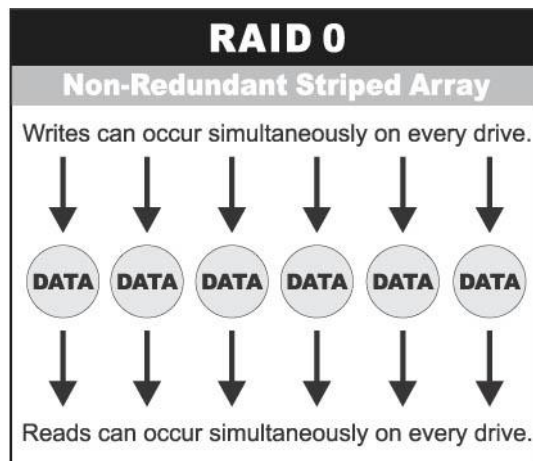 RAID 0
Non-Redundant Striped Array
Writes can occur simultaneously on every drive.
DATA DATA DATA DATA DATA DATA
Reads can occur simultaneously on every drive.